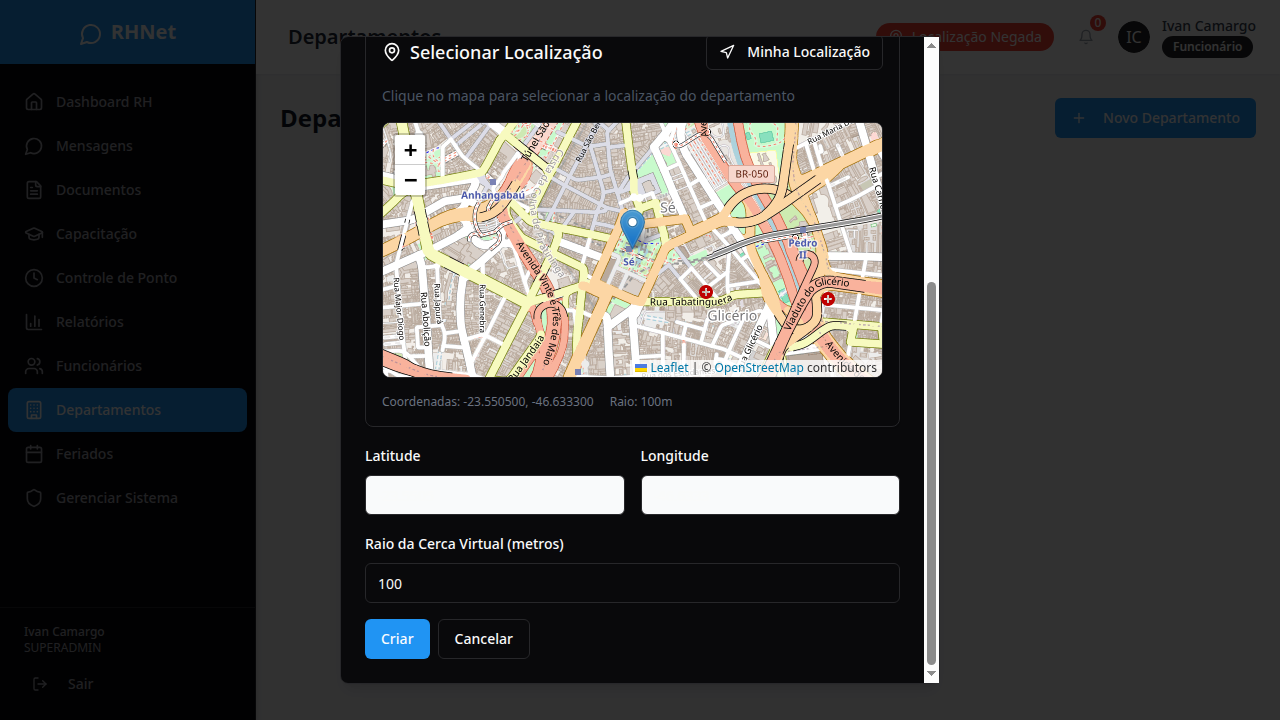 RHNet
Dashboard RH
Mensagens
Documentos
Capacitação
Controle de Ponto
Relatórios
Funcionários
Departamentos
Feriados
Gerenciar Sistema
Ivan Camargo
SUPERADMIN
Sair
Localização Negada
0
IC
Ivan Camargo
Funcionário
Novo Departamento
Selecionar Localização
Minha Localização
Clique no mapa para selecionar a localização do departamento
+
−
Anhangabaú
Sé
Sé
BR-050
Pedro II
Rua Tabatinguera
Glicério
Viaduto do Glicério
Avenida Vinte e Três de Maio
Rua Jandaia
Rua Major Diogo
Rua Abolição
Rua Japurá
Rua Genebra
Leaflet | © OpenStreetMap contributors
Coordenadas: -23.550500, -46.633300 Raio: 100m
Latitude
Longitude
Raio da Cerca Virtual (metros)
100
Criar
Cancelar